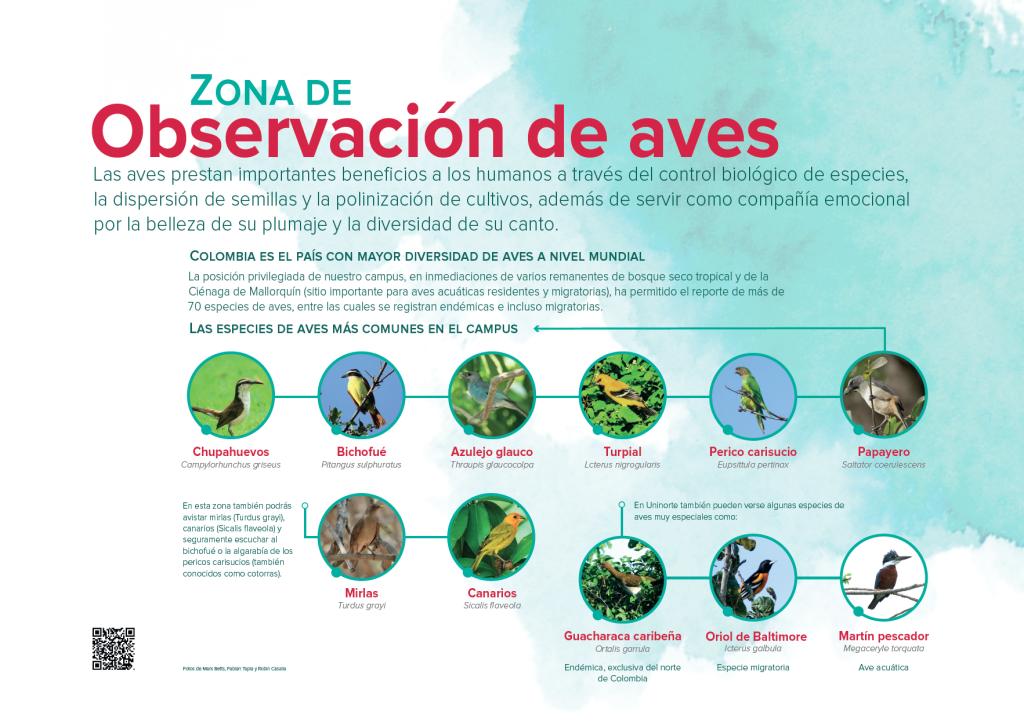 ZONA DE
Observación de aves
Las aves prestan importantes beneficios a los humanos a través del control biológico de especies,
la dispersión de semillas y la polinización de cultivos, además de servir como compañía emocional
por la belleza de su plumaje y la diversidad de su canto.
COLOMBIA ES EL PAÍS CON MAYOR DIVERSIDAD DE AVES A NIVEL MUNDIAL
La posición privilegiada de nuestro campus, en inmediaciones de varios remanentes de bosque seco tropical y de la
Ciénaga de Mallorquín (sitio importante para aves acuáticas residentes y migratorias), ha permitido el reporte de más de
70 especies de aves, entre las cuales se registran endémicas e incluso migratorias.
LAS ESPECIES DE AVES MÁS COMUNES EN EL CAMPUS
Chupahuevos
Campylorhunchus griseus
Bichofué
Pitangus sulphuratus
Azulejo glauco
Thraupis glaucocolpa
Turpial
Lcterus nigrogularis
Perico carisucio
Eupsittula pertinax
Papayero
Saltator coerulescens
En esta zona también podrás
avistar mirlas (Turdus grayi),
canarios (Sicalis flaveola) y
seguramente escuchar al
bichofué o la algarabía de los
pericos carisucios (también
conocidos como cotorras).
Mirlas
Turdus grayi
Canarios
Sicalis flaveola
En Uninorte también pueden verse algunas especies de
aves muy especiales como:
Guacharaca caribeña
Ortalis garrula
Endémica, exclusiva del norte
de Colombia
Oriol de Baltimore
Icterus galbula
Especie migratoria
Martín pescador
Megaceryle torquata
Ave acuática
Fotos de Mark Betts, Fabián Tapia y Robin Casalla